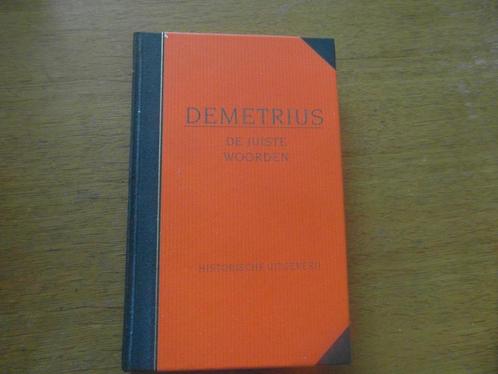 DEMETRIUS
DE JUISTE
WOORDEN
HISTORISCHE UITGEVERIJ